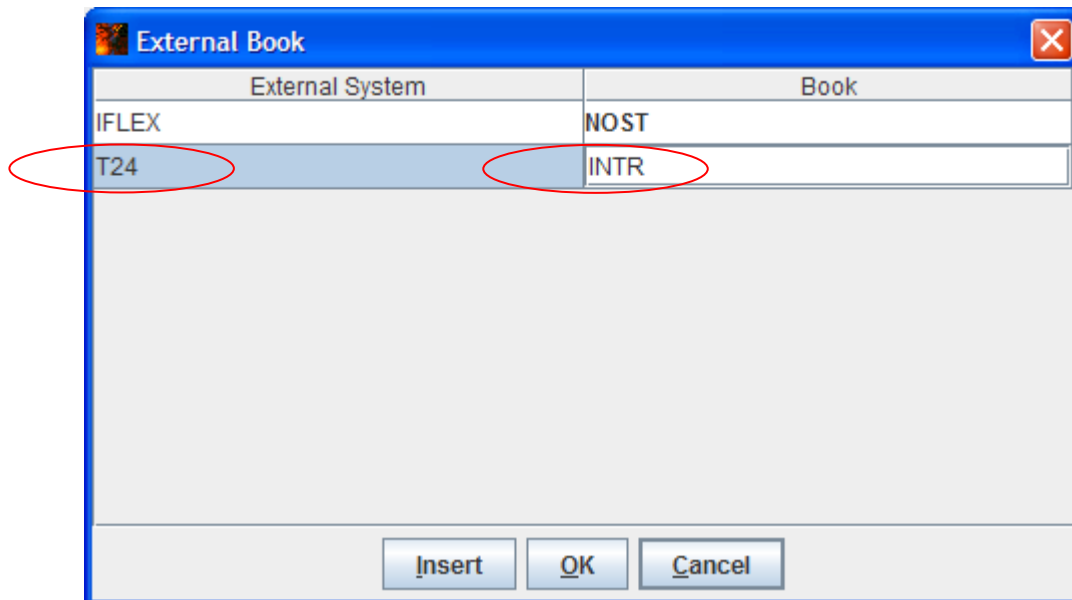 External Book
External System Book
IFLEX NOST
T24 INTR
Insert OK Cancel